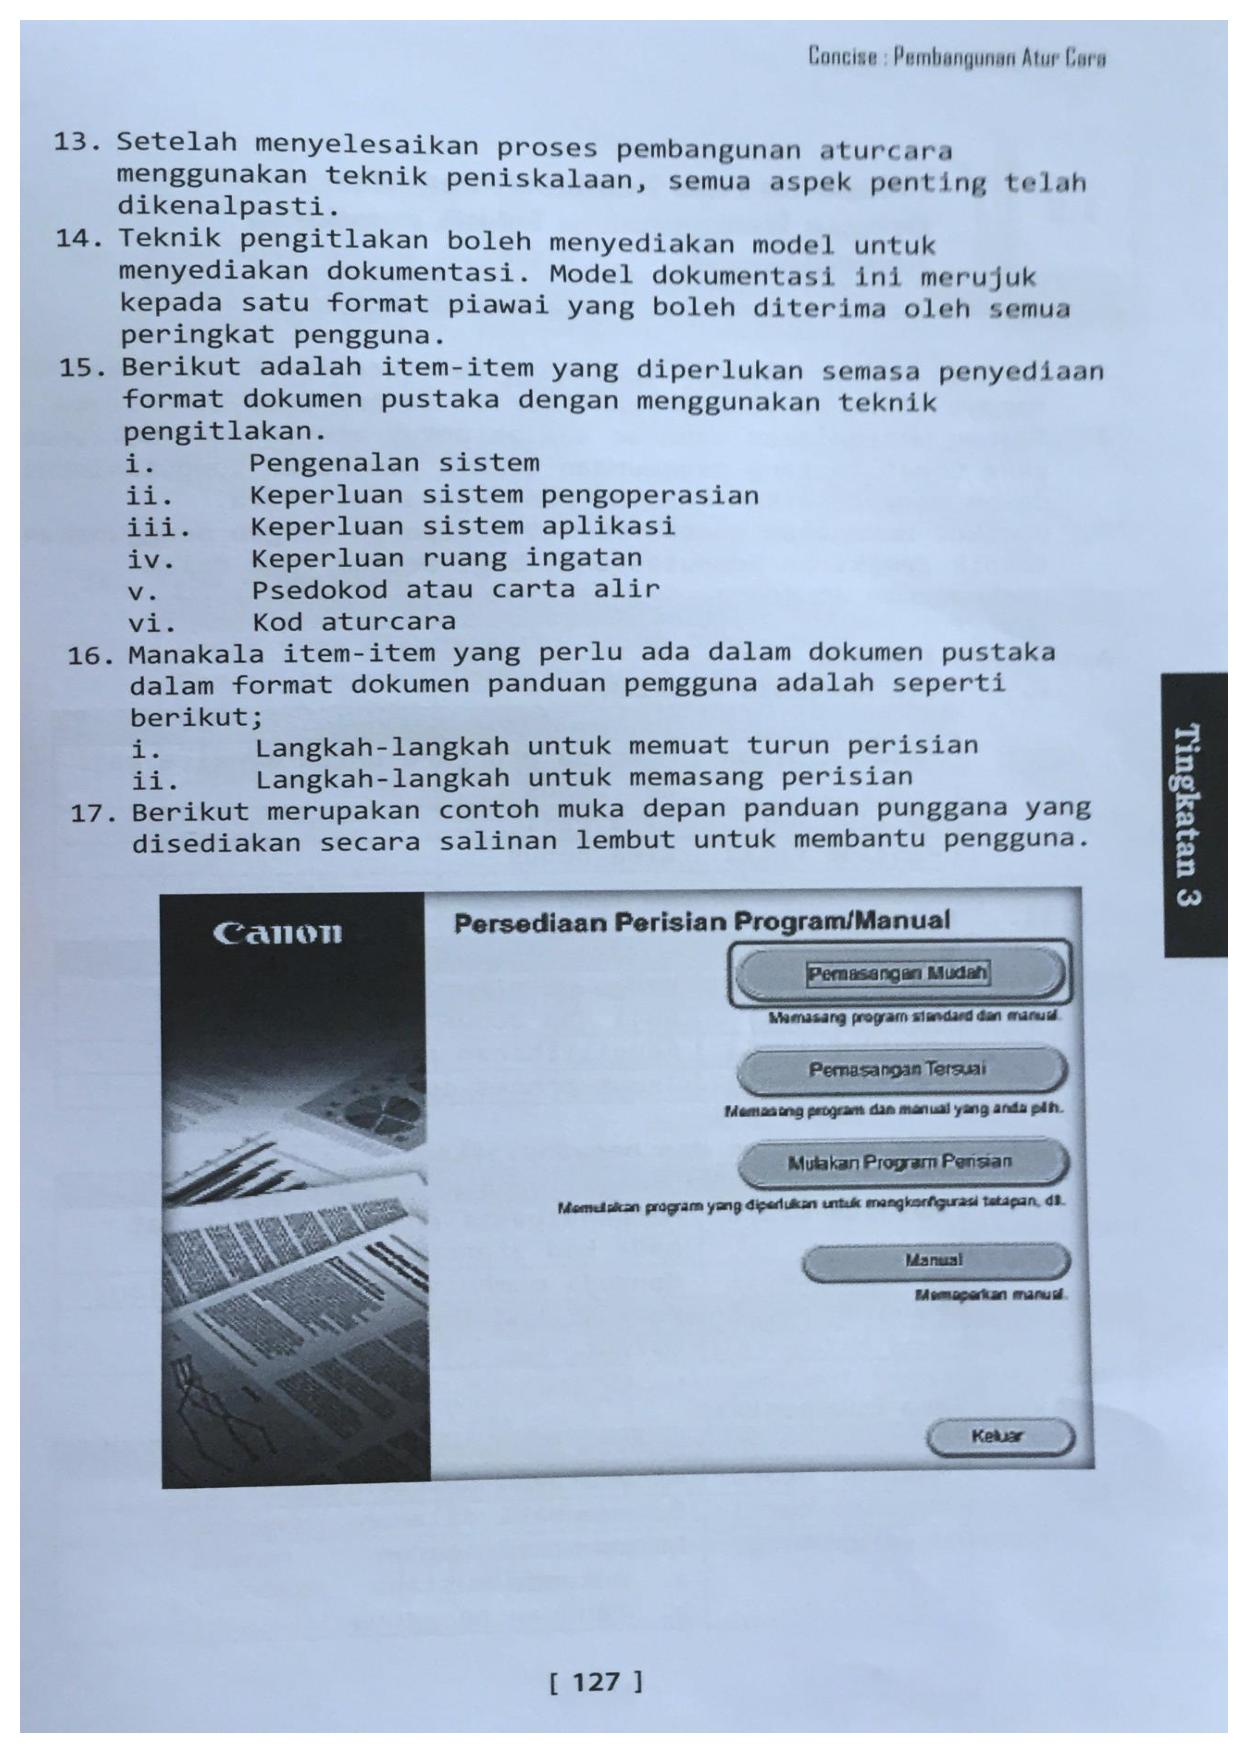 Concise : Pembangunan Atur Cara
13. Setelah menyelesaikan proses pembangunan aturcara
menggunakan teknik peniskalaan, semua aspek penting telah
dikenalpasti.
14. Teknik pengitlakan boleh menyediakan model untuk
menyediakan dokumentasi. Model dokumentasi ini merujuk
kepada satu format piawai yang boleh diterima oleh semua
peringkat pengguna.
15. Berikut adalah item-item yang diperlukan semasa penyediaan
format dokumen pustaka dengan menggunakan teknik
pengitlakan.
i. Pengenalan sistem
ii. Keperluan sistem pengoperasian
iii. Keperluan sistem aplikasi
iv. Keperluan ruang ingatan
v. Psedokod atau carta alir
vi. Kod aturcara
16. Manakala item-item yang perlu ada dalam dokumen pustaka
dalam format dokumen panduan pemgguna adalah seperti
berikut;
i. Langkah-langkah untuk memuat turun perisian
ii. Langkah-langkah untuk memasang perisian
17. Berikut merupakan contoh muka depan panduan punggana yang
disediakan secara salinan lembut untuk membantu pengguna.
Tingkatan 3
Canon
Persediaan Perisian Program/Manual
Pemasangan Mudah
Memasang program standard dan manual.
Pemasangan Tersuai
Memasang program dan manual yang anda pilih.
Mulakan Program Perisian
Memulakan program yang diperlukan untuk mengkonfigurasi tetapan, dll.
Manual
Memaparkan manual.
Keluar
[ 127 ]